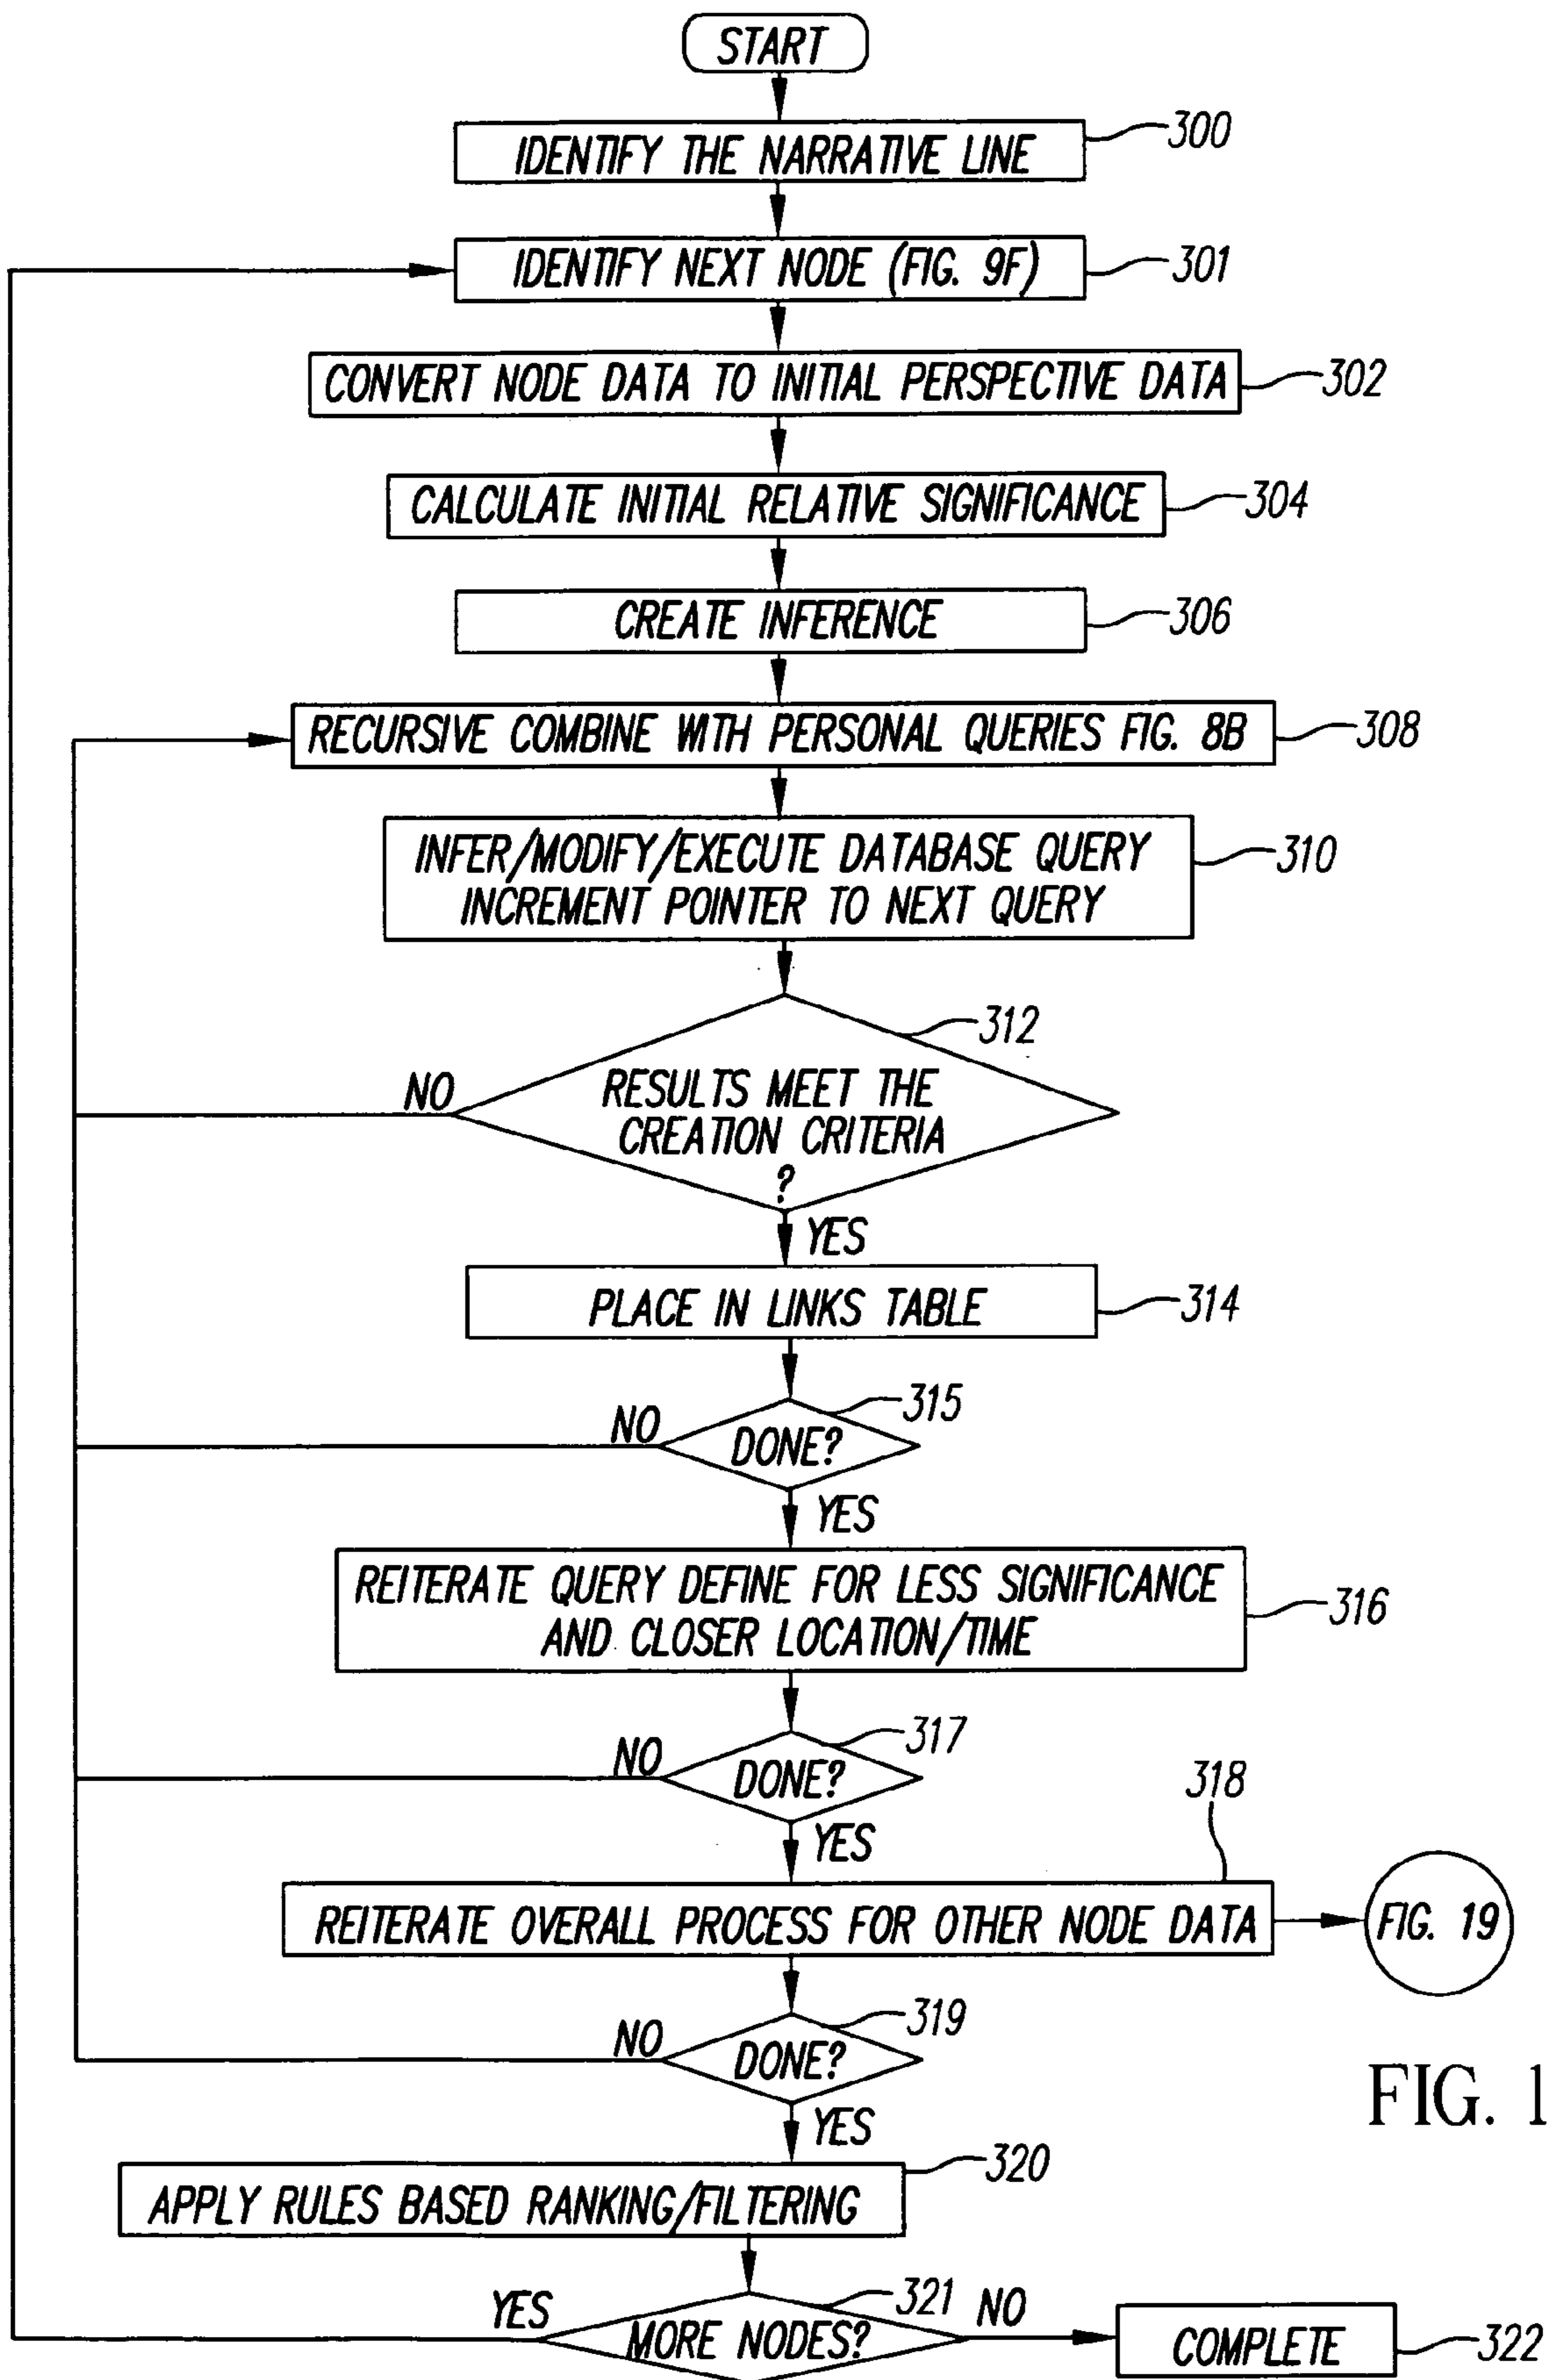 START
IDENTIFY THE NARRATIVE LINE
300
IDENTIFY NEXT NODE (FIG. 9F)
301
CONVERT NODE DATA TO INITIAL PERSPECTIVE DATA
302
CALCULATE INITIAL RELATIVE SIGNIFICANCE
304
CREATE INFERENCE
306
RECURSIVE COMBINE WITH PERSONAL QUERIES FIG. 8B
308
INFER/MODIFY/EXECUTE DATABASE QUERY
INCREMENT POINTER TO NEXT QUERY
310
312
NO
RESULTS MEET THE
CREATION CRITERIA
?
YES
PLACE IN LINKS TABLE
314
315
NO
DONE?
YES
REITERATE QUERY DEFINE FOR LESS SIGNIFICANCE
AND CLOSER LOCATION/TIME
316
317
NO
DONE?
YES
318
REITERATE OVERALL PROCESS FOR OTHER NODE DATA
FIG. 19
319
NO
DONE?
YES
FIG. 1
320
APPLY RULES BASED RANKING/FILTERING
321
YES
MORE NODES?
NO
COMPLETE
322